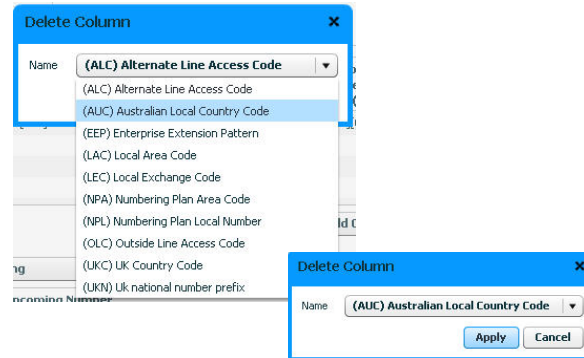 Delete Column
Name (ALC) Alternate Line Access Code
(ALC) Alternate Line Access Code
(AUC) Australian Local Country Code
(EEP) Enterprise Extension Pattern
(LAC) Local Area Code
(LEC) Local Exchange Code
(NPA) Numbering Plan Area Code
(NPL) Numbering Plan Local Number
(OLC) Outside Line Access Code
(UKC) UK Country Code
(UKN) Uk national number prefix
ng
Delete Column
Name (AUC) Australian Local Country Code
Apply Cancel